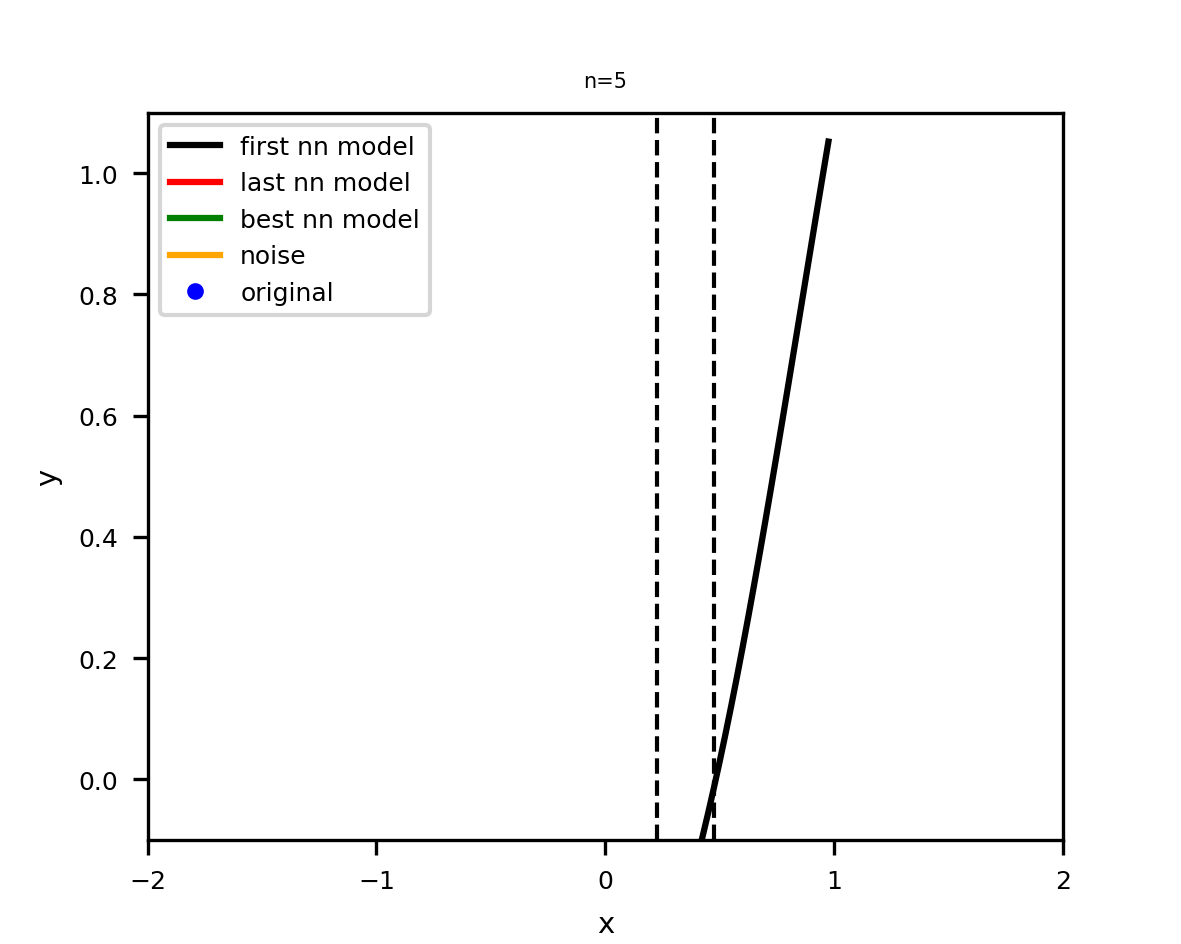 n=5
first nn model
last nn model
best nn model
noise
original
1.0
0.8
0.6
0.4
0.2
0.0
y
−2
−1
0
1
2
x